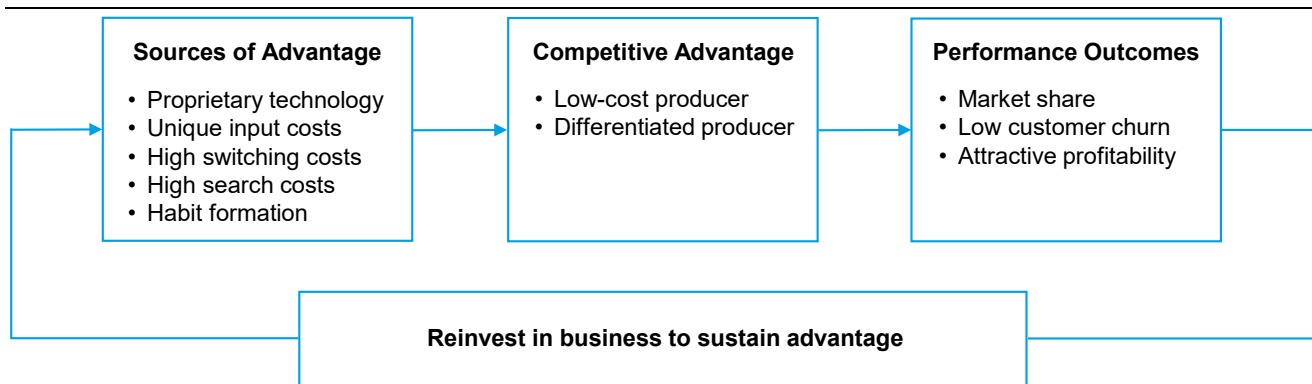 Sources of Advantage
• Proprietary technology
• Unique input costs
• High switching costs
• High search costs
• Habit formation
Competitive Advantage
• Low-cost producer
• Differentiated producer
Performance Outcomes
• Market share
• Low customer churn
• Attractive profitability
Reinvest in business to sustain advantage